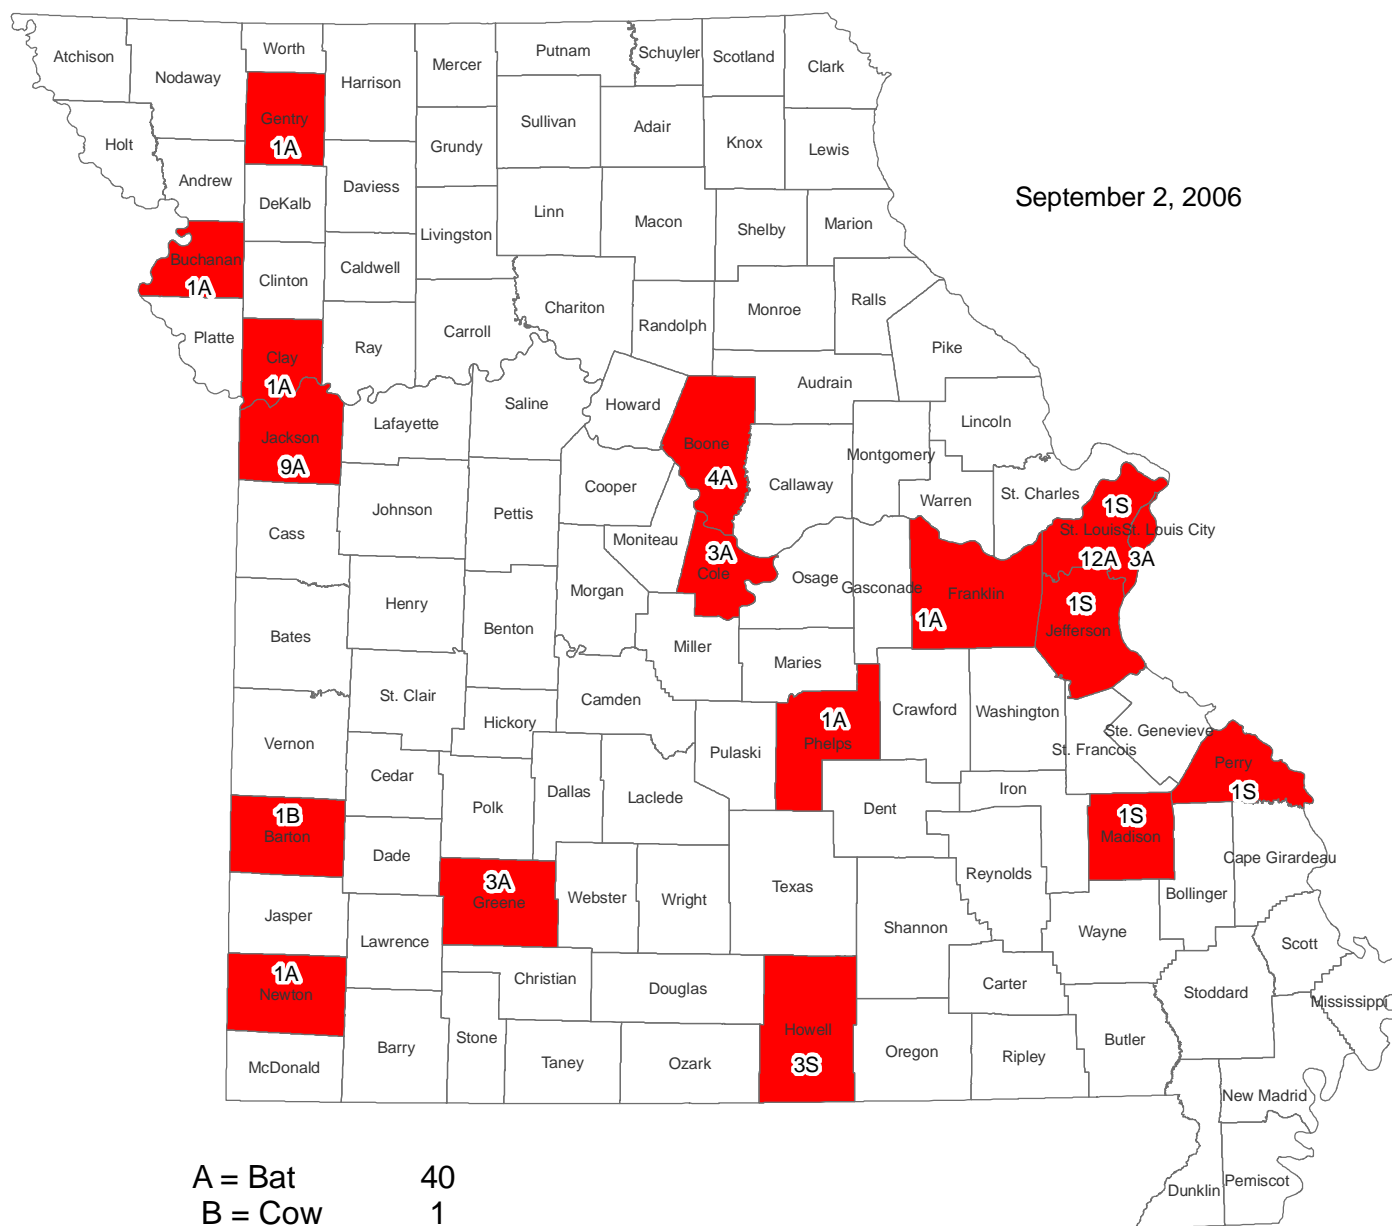 Atchison
Nodaway
Worth
Harrison
Mercer
Putnam
Schuyler
Scotland
Clark
Gentry
1A
Holt
Andrew
DeKalb
Daviess
Grundy
Sullivan
Adair
Knox
Lewis
September 2, 2006
Linn
Macon
Shelby
Marion
Livingston
Buchanan
1A
Clinton
Caldwell
Chariton
Randolph
Monroe
Ralls
Platte
Clay
1A
Ray
Carroll
Pike
Audrain
Saline
Howard
Lafayette
Jackson
9A
Boone
4A
Lincoln
Montgomery
Callaway
Cooper
Warren
St. Charles
1S
St. Louis
St. Louis City
12A
3A
Johnson
Pettis
Cass
Moniteau
3A
Cole
Osage
Gasconade
Franklin
1A
1S
Jefferson
Henry
Morgan
Bates
Benton
Miller
Maries
St. Clair
Camden
Crawford
Washington
Hickory
1A
Phelps
Pulaski
Ste. Genevieve
St. Francois
Vernon
Perry
1S
Cedar
Polk
Dallas
Laclede
Dent
Iron
1B
Barton
1S
Madison
Dade
Cape Girardeau
3A
Greene
Webster
Wright
Texas
Reynolds
Bollinger
Jasper
Lawrence
Shannon
Wayne
Scott
1A
Newton
Christian
Douglas
Carter
Stoddard
Mississippi
Howell
3S
Barry
Stone
Taney
Ozark
Oregon
Ripley
Butler
McDonald
New Madrid
Dunklin
Pemiscot
A = Bat 40
B = Cow 1